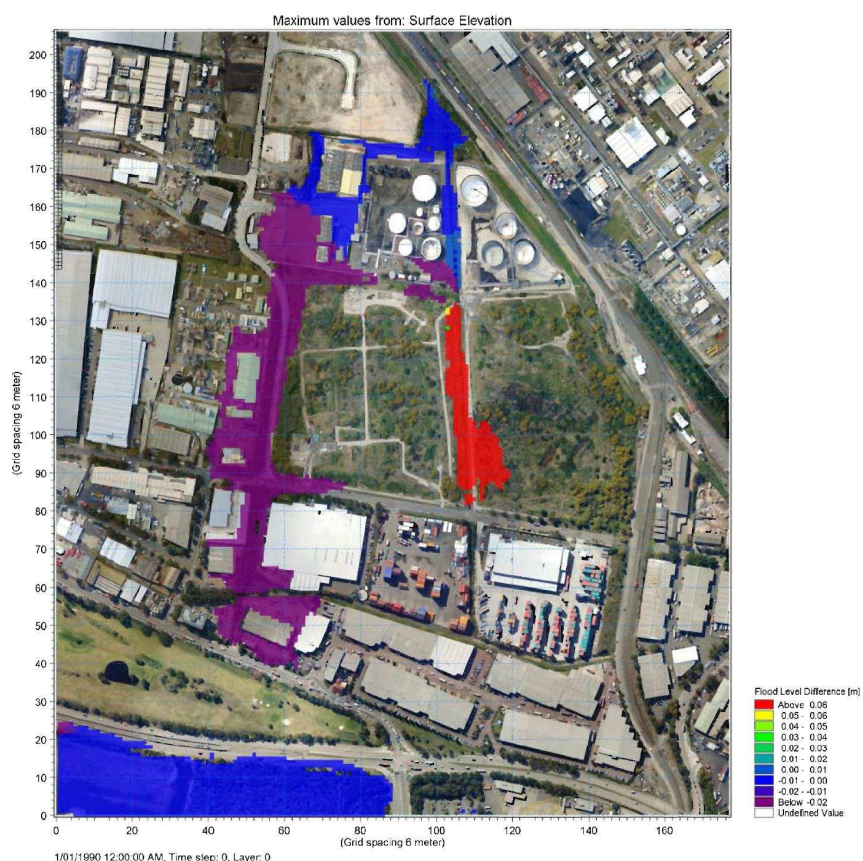 Maximum values from: Surface Elevation
200
190
180
170
160
150
140
130
120
110
100
90
80
70
60
50
40
30
20
10
0
(Grid spacing 6 meter)
0 20 40 60 80 100 120 140 160
(Grid spacing 6 meter)
1/01/1990 12:00:00 AM, Time step: 0, Layer: 0
Flood Level Difference [m]
Above 0.06
0.05 - 0.06
0.04 - 0.05
0.03 - 0.04
0.02 - 0.03
0.01 - 0.02
0.00 - 0.01
-0.01 - 0.00
-0.02 - -0.01
Below -0.02
Undefined Value